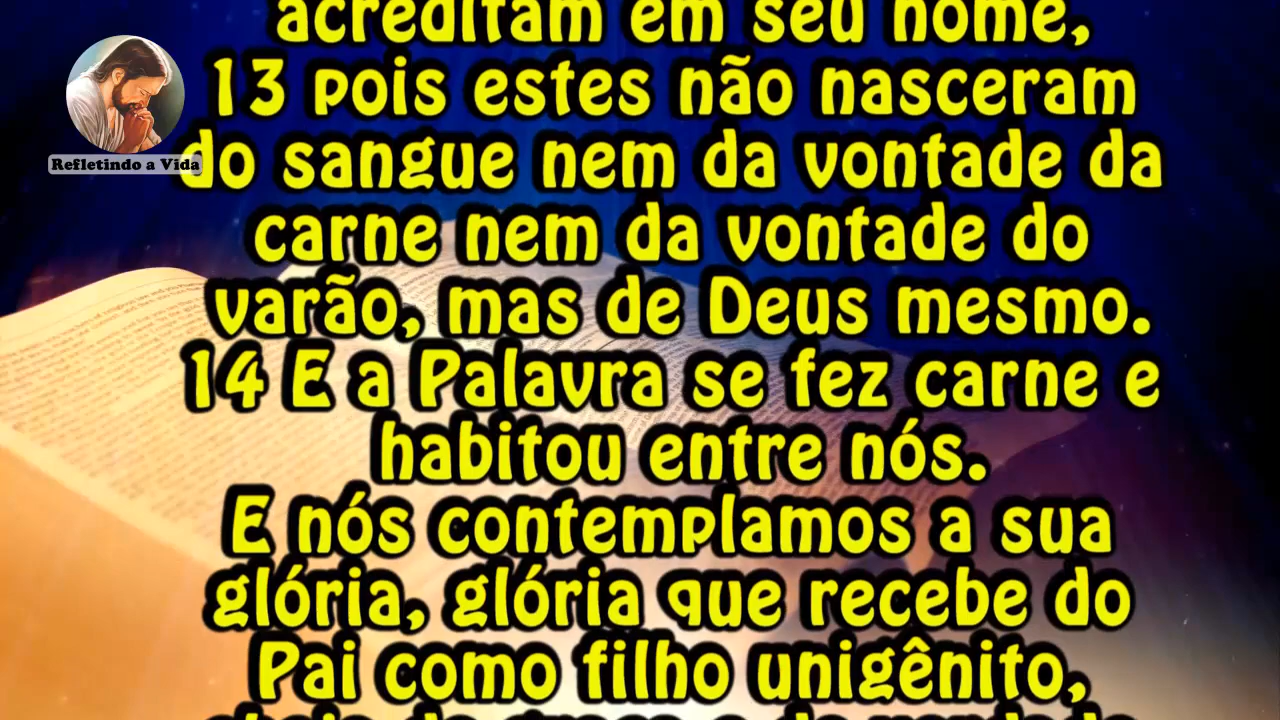 acreditam em seu nome,
13 pois estes não nasceram
Refletindo a Vida
do sangue nem da vontade da
carne nem da vontade do
varão, mas de Deus mesmo.
14 E a Palavra se fez carne e
habitou entre nós.
E nós contemplamos a sua
glória, glória que recebe do
Pai como filho unigênito,